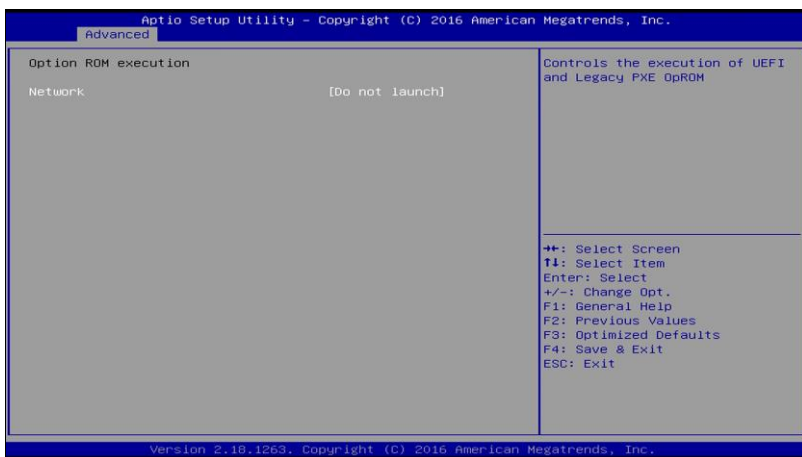 Aptio Setup Utility – Copyright (C) 2016 American Megatrends, Inc.
Advanced
Option ROM execution
Network [Do not launch]
Controls the execution of UEFI
and Legacy PXE OpROM
→←: Select Screen
↑↓: Select Item
Enter: Select
+/-: Change Opt.
F1: General Help
F2: Previous Values
F3: Optimized Defaults
F4: Save & Exit
ESC: Exit
Version 2.18.1263. Copyright (C) 2016 American Megatrends, Inc.